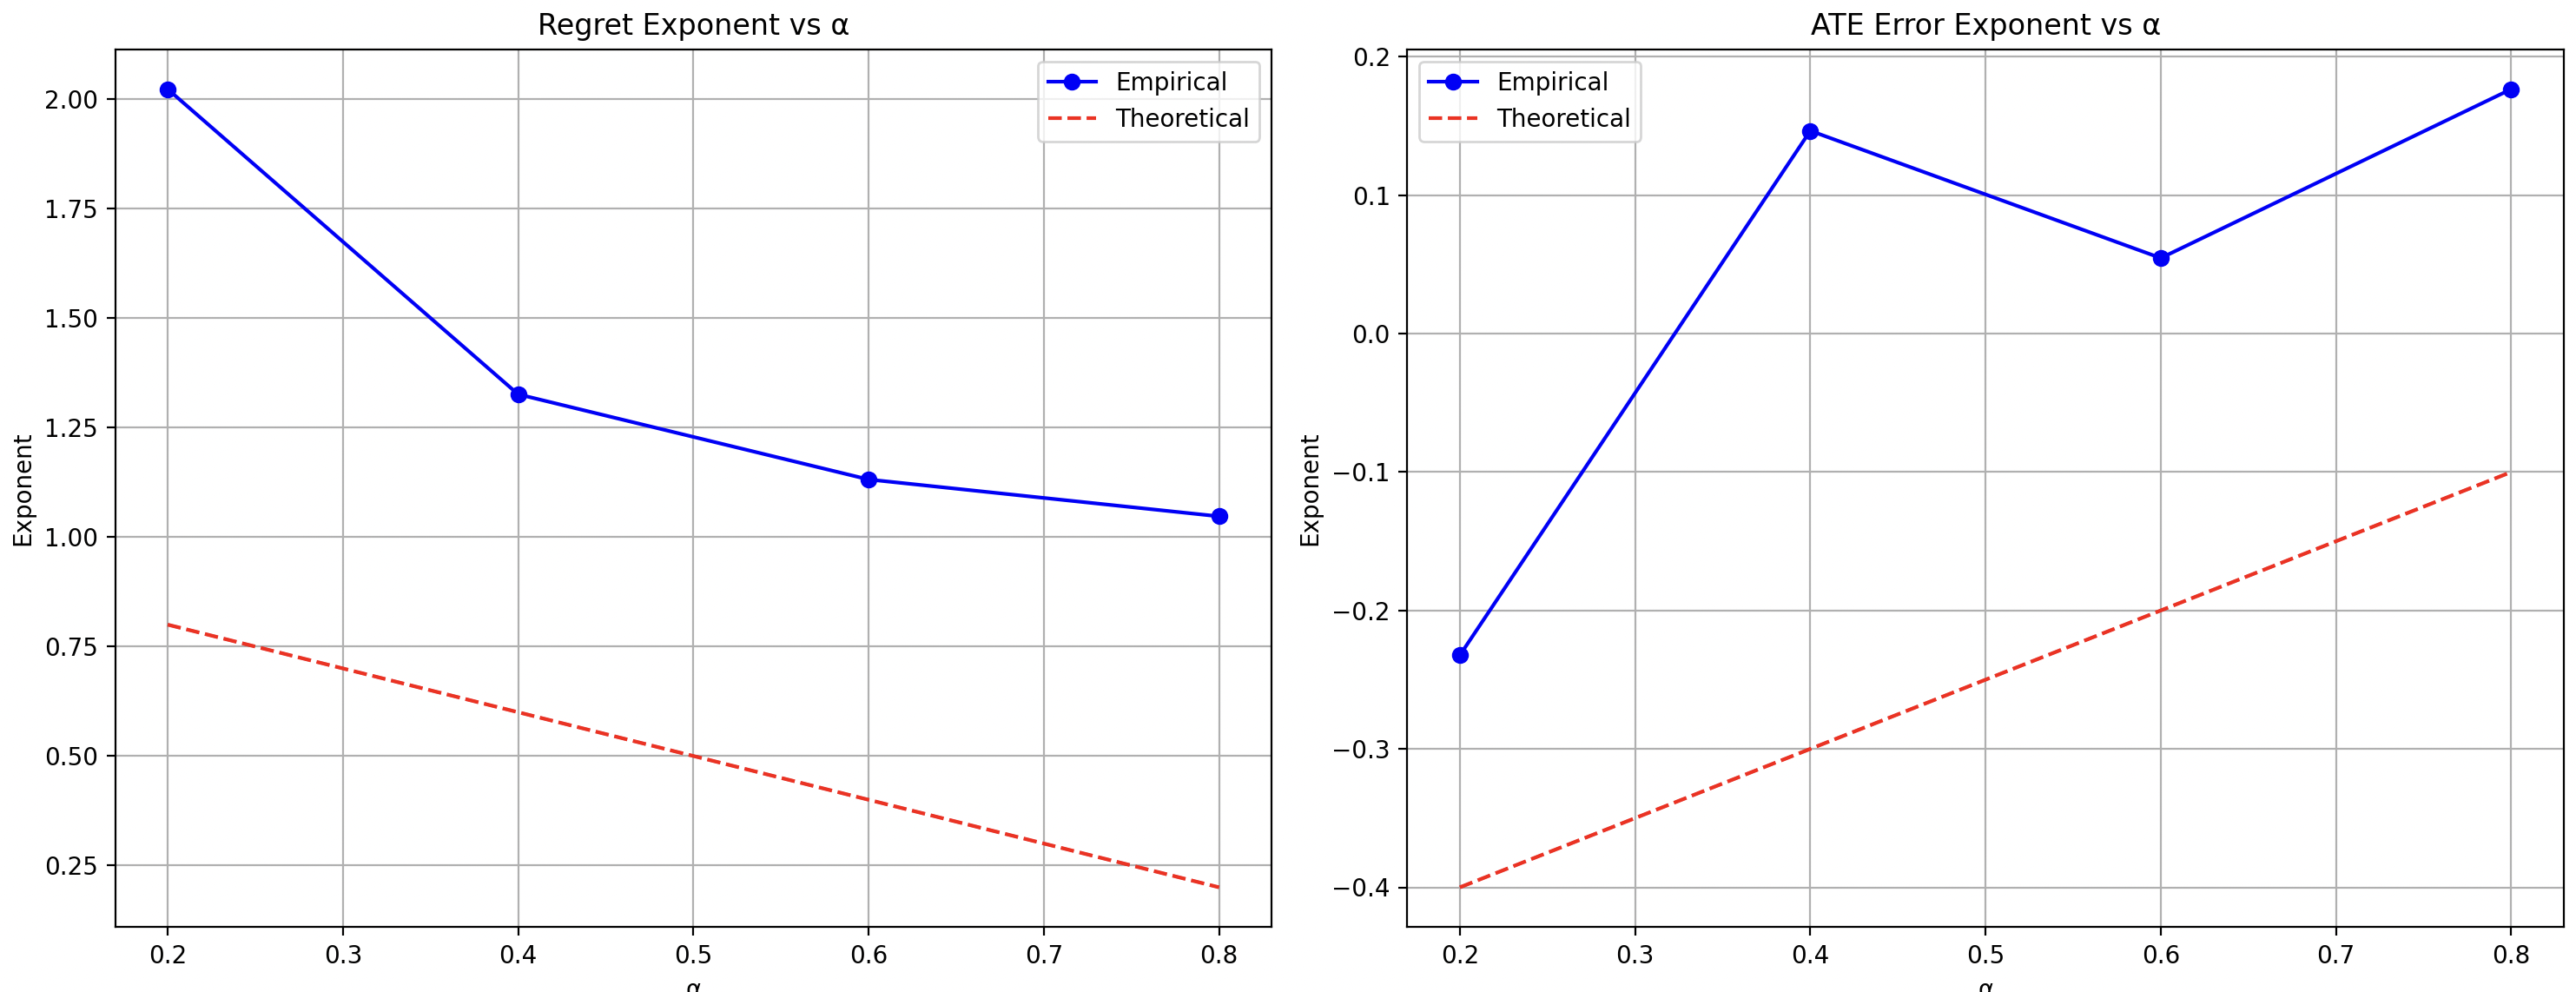 Regret Exponent vs α
Empirical
Theoretical
2.00
1.75
1.50
1.25
1.00
0.75
0.50
0.25
Exponent
0.2 0.3 0.4 0.5 0.6 0.7 0.8
α
ATE Error Exponent vs α
Empirical
Theoretical
0.2
0.1
0.0
−0.1
−0.2
−0.3
−0.4
Exponent
0.2 0.3 0.4 0.5 0.6 0.7 0.8
α